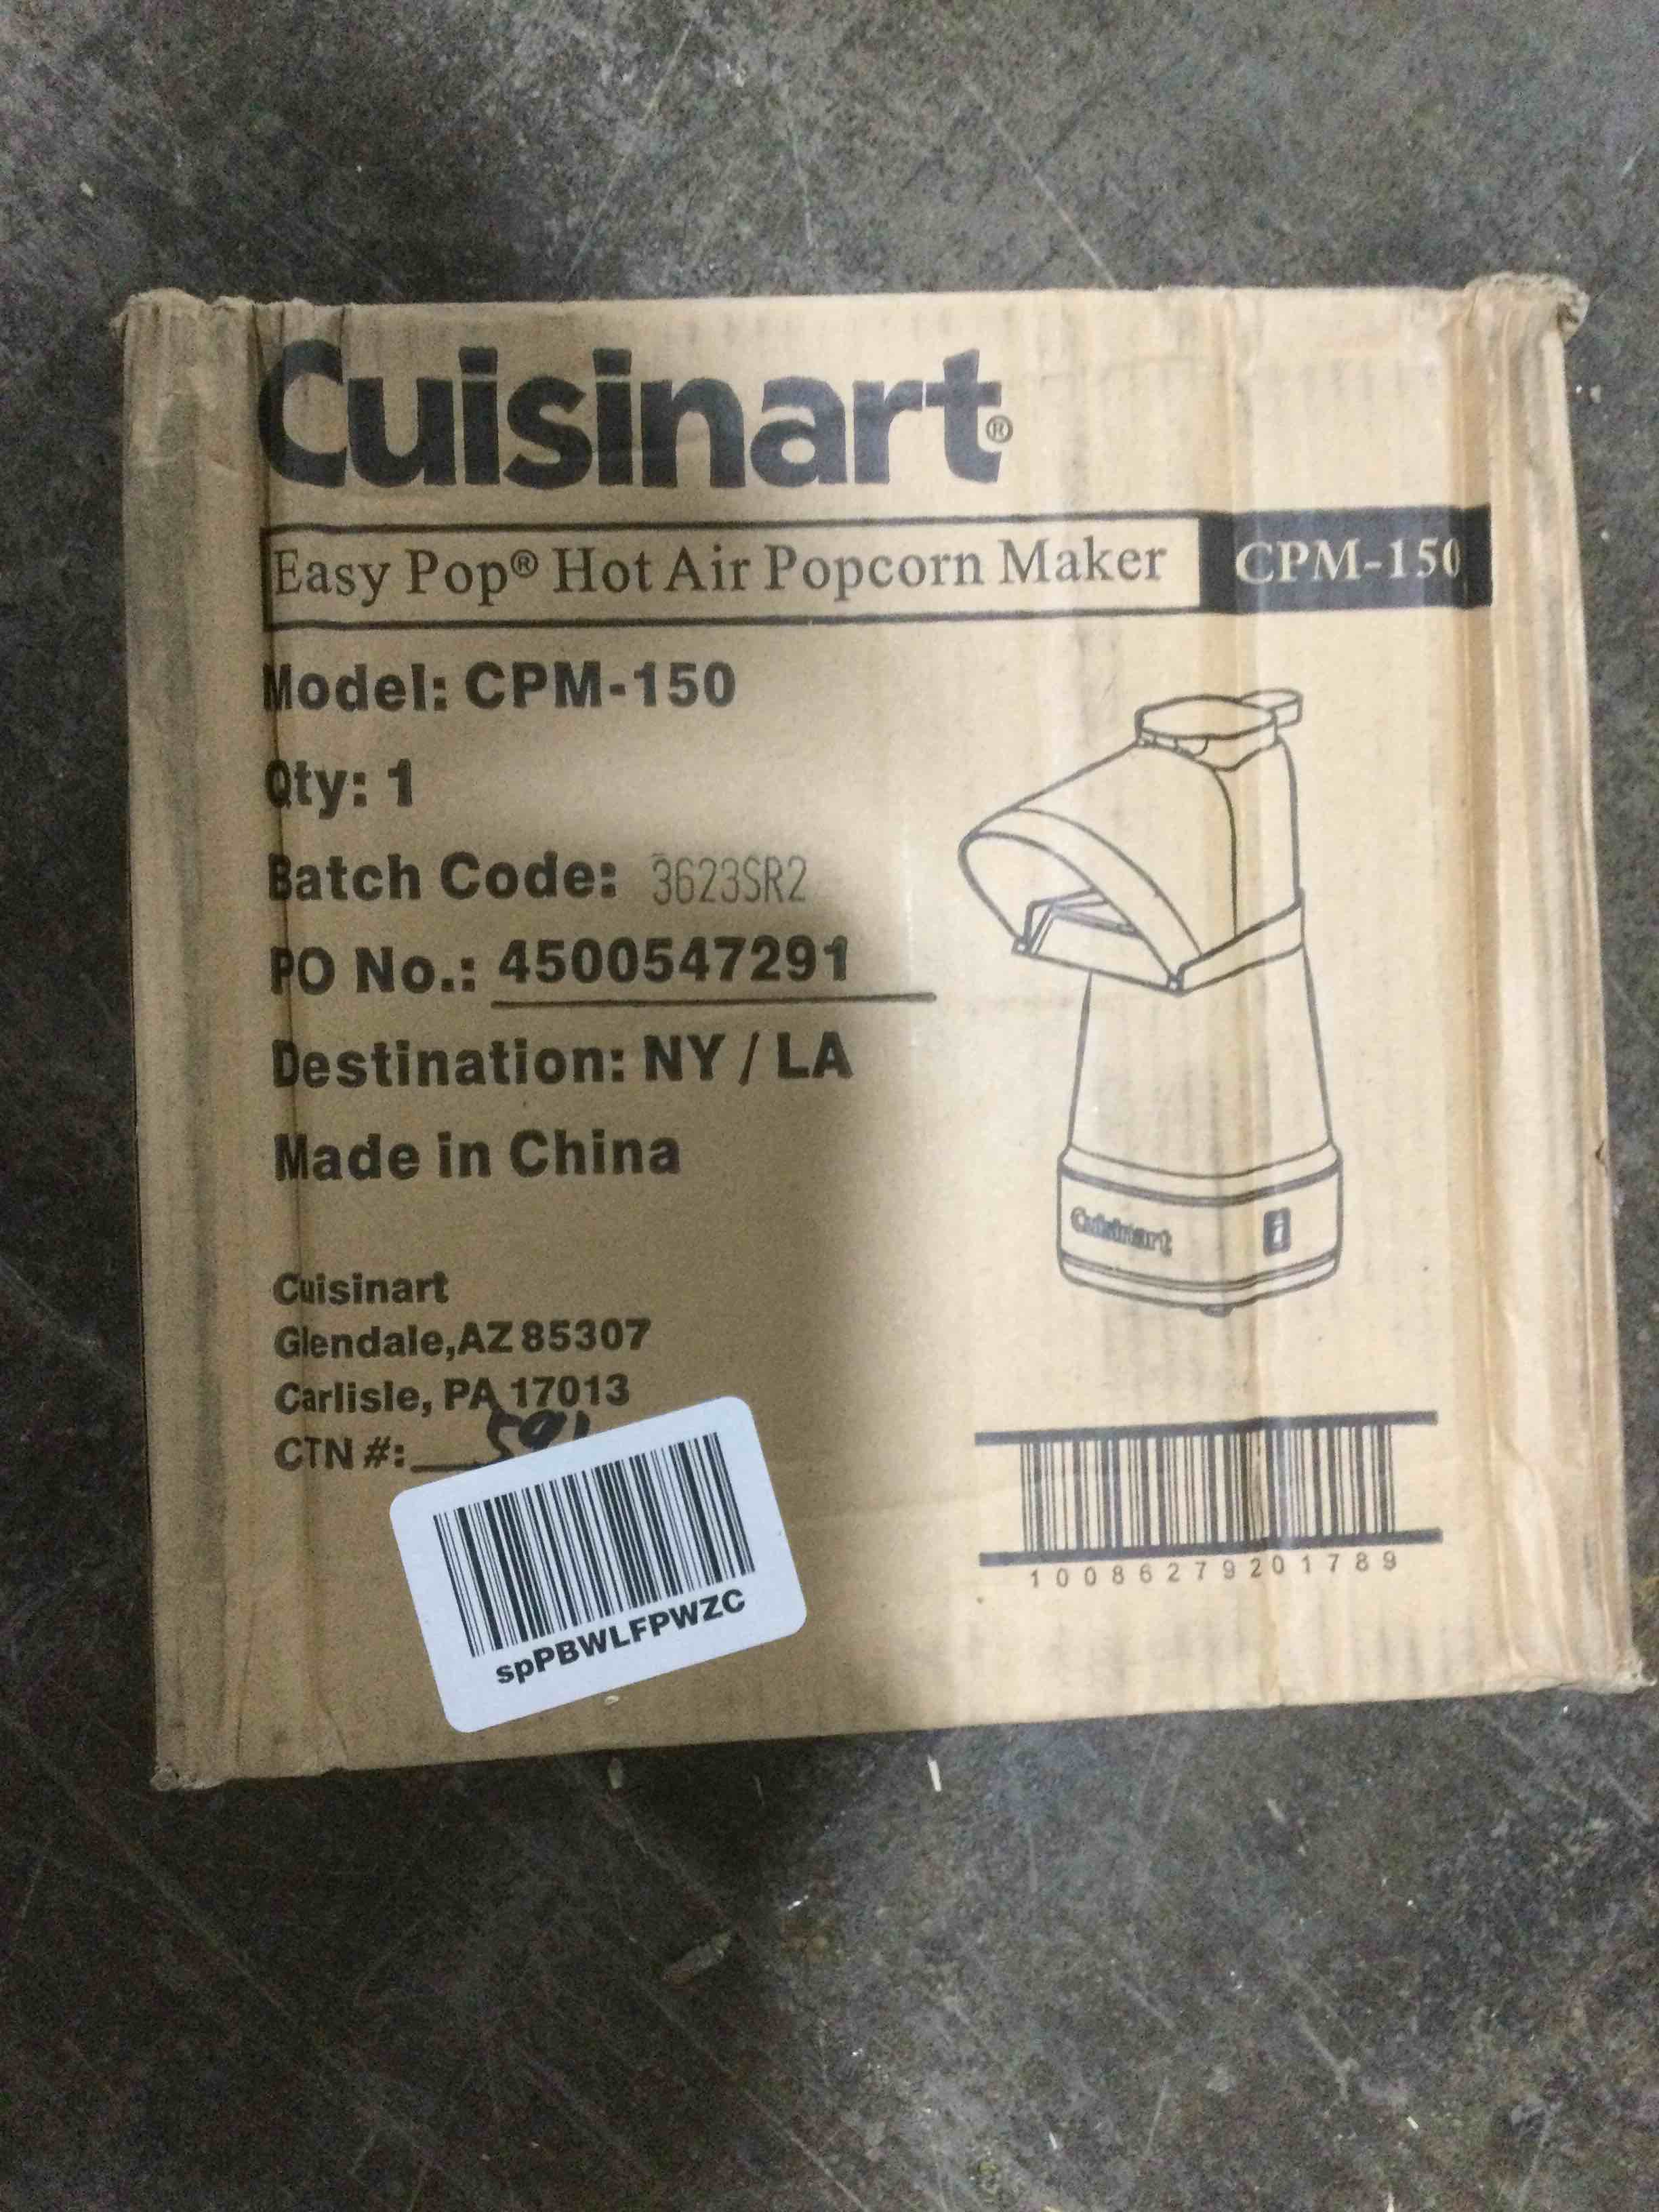 Cuisinart®
Easy Pop® Hot Air Popcorn Maker CPM-150
Model: CPM-150
Qty: 1
Batch Code: 3623SR2
PO No.: 4500547291
Destination: NY / LA
Made in China
Cuisinart
Cuisinart
Glendale,AZ 85307
Carlisle, PA 17013
CTN #:
spPBWLFPWZC
10086279201789